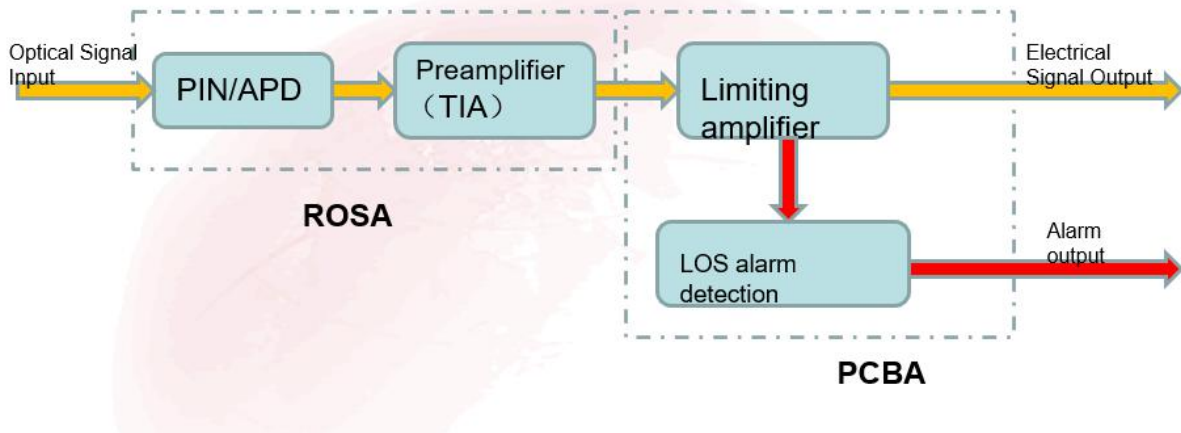 Optical Signal
Input
PIN/APD
Preamplifier
（TIA）
Limiting
amplifier
Electrical
Signal Output
ROSA
LOS alarm
detection
Alarm
output
PCBA